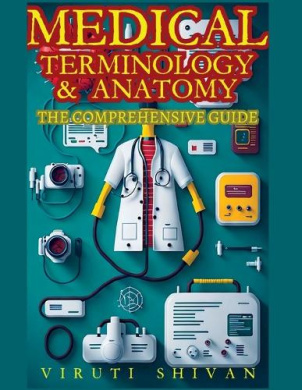 MEDICAL
TERMINOLOGY
& ANATOMY
THE COMPREHENSIVE GUIDE
VIRUTI SHIVAN